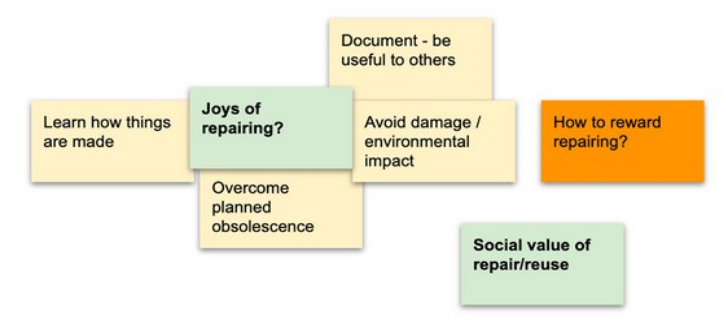 Document - be
useful to others
Joys of
repairing?
Learn how things
are made
Avoid damage /
environmental
impact
How to reward
repairing?
Overcome
planned
obsolescence
Social value of
repair/reuse